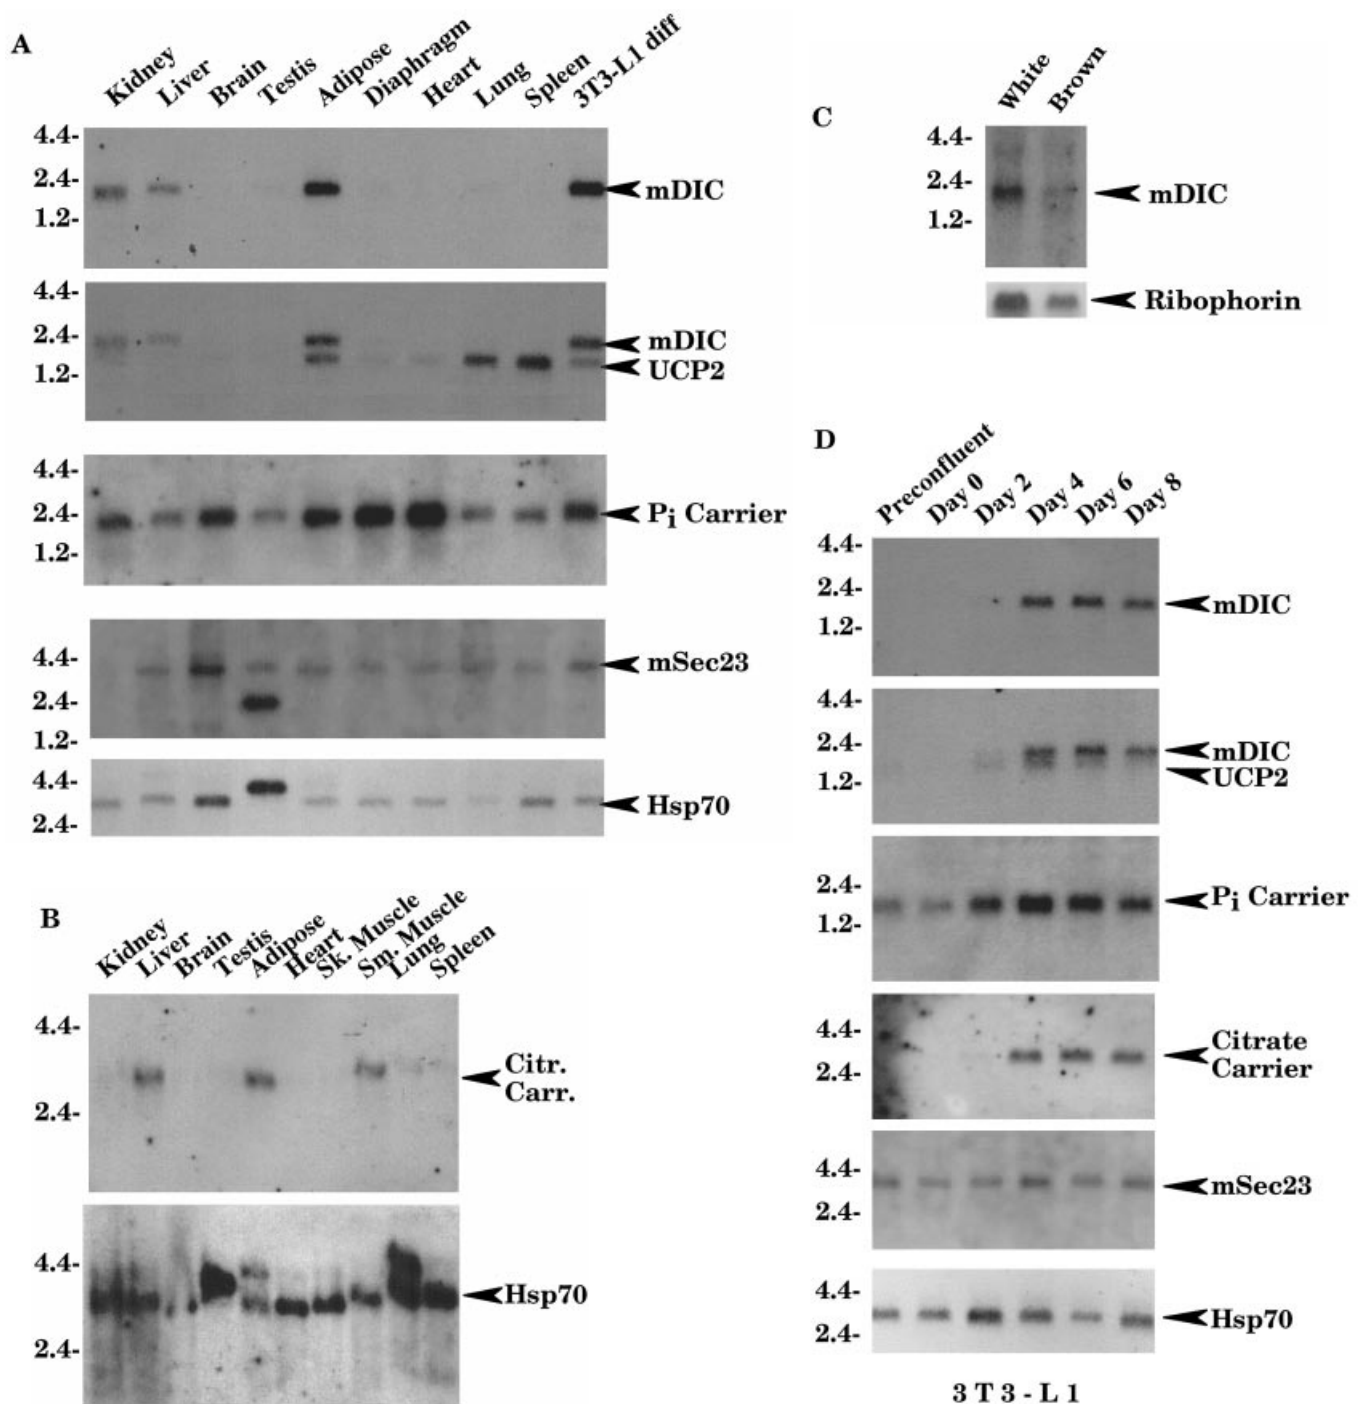 A
Kidney
Liver
Brain
Testis
Adipose
Diaphragm
Heart
Lung
Spleen
3T3-L1 diff
4.4-
2.4-
1.2-
mDIC
4.4-
2.4-
1.2-
mDIC
UCP2
4.4-
2.4-
1.2-
Pi Carrier
4.4-
2.4-
1.2-
mSec23
4.4-
2.4-
Hsp70
B
Kidney
Liver
Brain
Testis
Adipose
Heart
Sk. Muscle
Sm. Muscle
Lung
Spleen
4.4-
2.4-
Citr.
Carr.
4.4-
2.4-
Hsp70
C
White
Brown
4.4-
2.4-
1.2-
mDIC
Ribophorin
D
Preconfluent
Day 0
Day 2
Day 4
Day 6
Day 8
4.4-
2.4-
1.2-
mDIC
4.4-
2.4-
1.2-
mDIC
UCP2
2.4-
1.2-
Pi Carrier
4.4-
2.4-
Citrate
Carrier
4.4-
2.4-
mSec23
4.4-
2.4-
Hsp70
3T3-L1